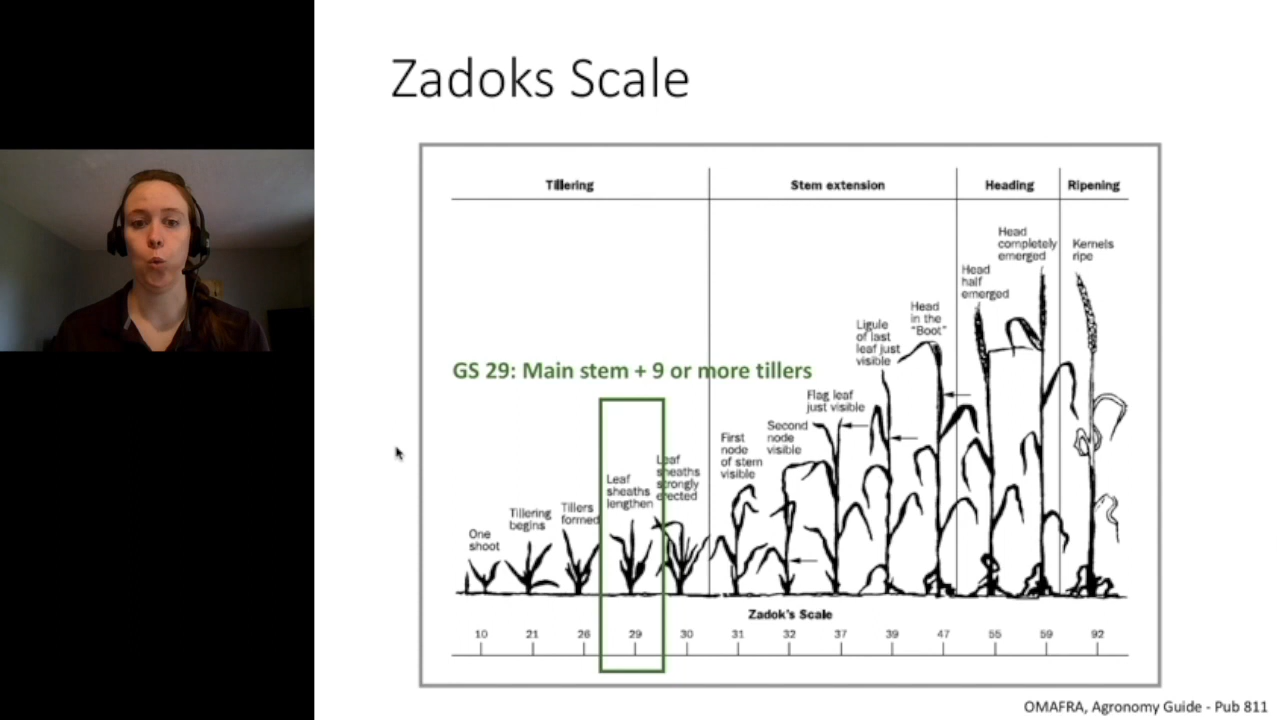 Zadoks Scale
Tillering
Stem extension
Heading
Ripening
GS 29: Main stem + 9 or more tillers
One
shoot
Tillering
begins
Tillers
formed
Leaf
sheaths
lengthen
Leaf
sheaths
strongly
erected
First
node
of stem
visible
Second
node
visible
Flag leaf
just visible
Ligule
of last
leaf just
visible
Head
in the
"Boot"
Head
half
emerged
Head
completely
emerged
Kernels
ripe
Zadok's Scale
10 21 26 29 30 31 32 37 39 47 55 59 92
OMAFRA, Agronomy Guide - Pub 811